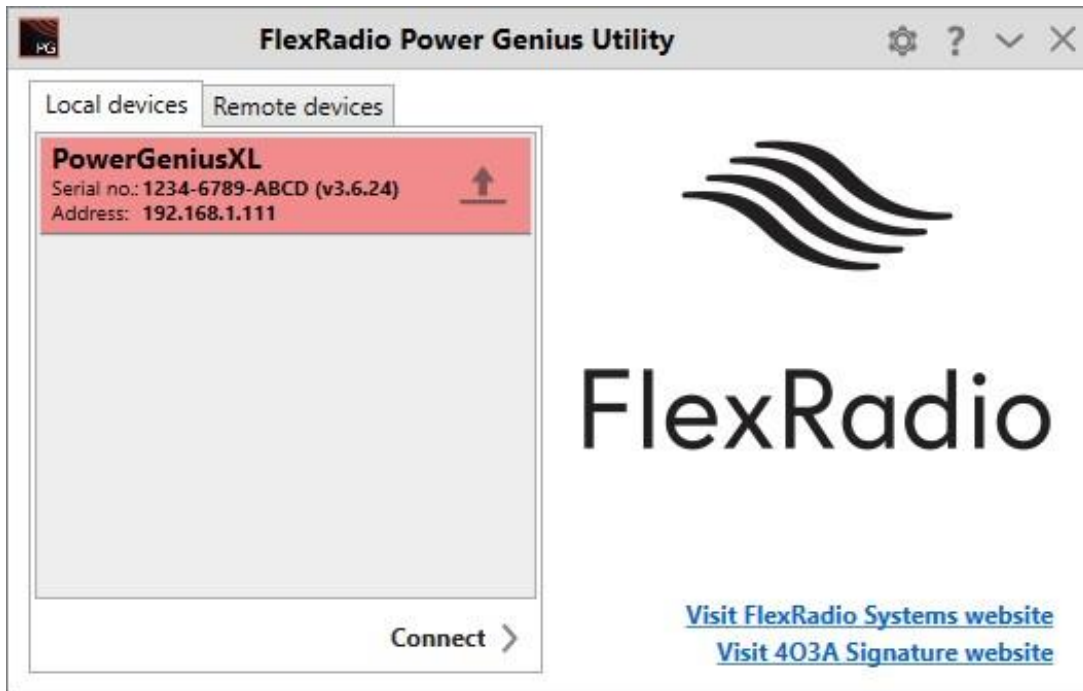 PG
FlexRadio Power Genius Utility
?
Local devices
Remote devices
PowerGeniusXL
Serial no.: 1234-6789-ABCD (v3.6.24)
Address: 192.168.1.111
FlexRadio
Connect
Visit FlexRadio Systems website
Visit 4O3A Signature website